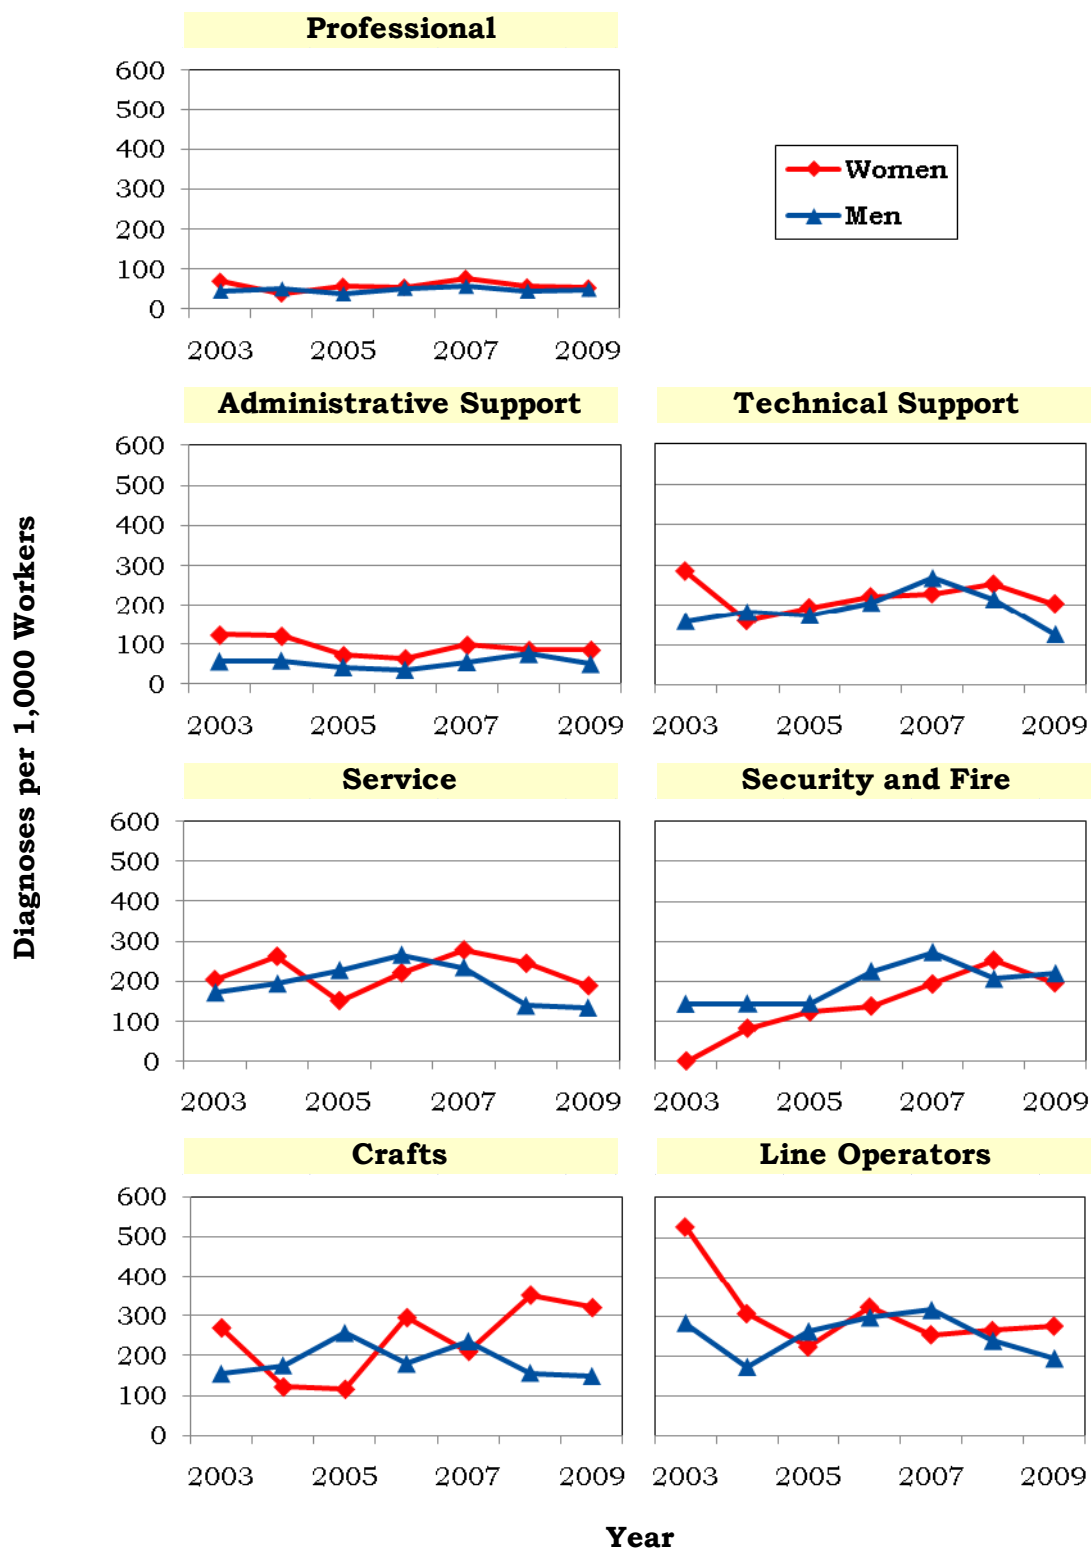 Professional
600
500
400
300
200
100
0
2003 2005 2007 2009
Women
Men
Diagnoses per 1,000 Workers
Administrative Support
600
500
400
300
200
100
0
2003 2005 2007 2009
Technical Support
2003 2005 2007 2009
Service
600
500
400
300
200
100
0
2003 2005 2007 2009
Security and Fire
2003 2005 2007 2009
Crafts
600
500
400
300
200
100
0
2003 2005 2007 2009
Line Operators
2003 2005 2007 2009
Year